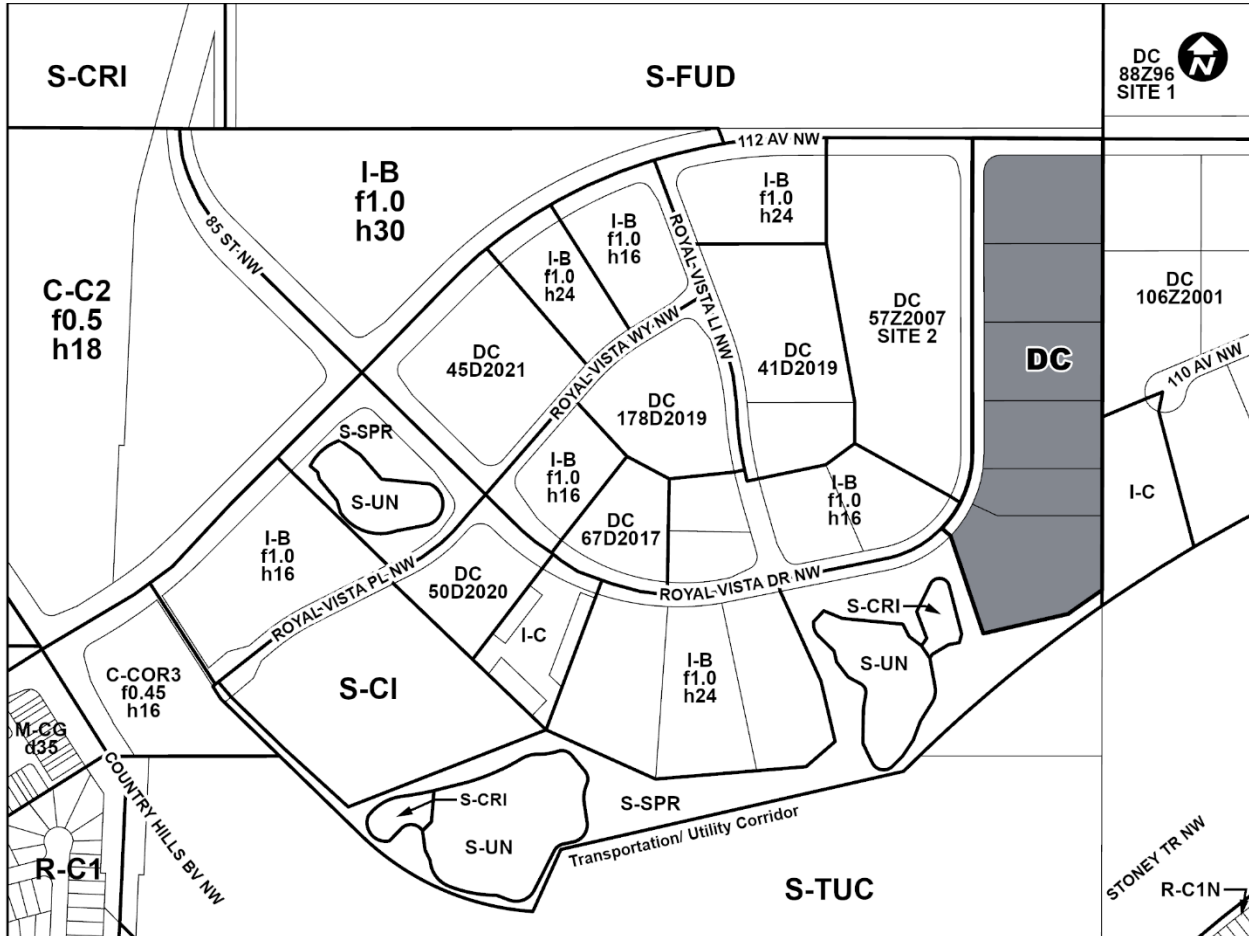 S-CRI
S-FUD
DC
88Z96
SITE 1
N
112 AV NW
I-B
f1.0
h30
I-B
f1.0
h24
I-B
f1.0
h16
I-B
f1.0
h24
85 ST NW
ROYAL VISTA LI NW
C-C2
f0.5
h18
DC
106Z2001
DC
57Z2007
SITE 2
DC
ROYAL VISTA WY NW
DC
45D2021
DC
41D2019
110 AV NW
DC
178D2019
S-SPR
S-UN
I-B
f1.0
h16
I-B
f1.0
h16
I-C
DC
67D2017
I-B
f1.0
h16
DC
50D2020
ROYAL VISTA PL NW
ROYAL VISTA DR NW
S-CRI
I-C
S-UN
C-COR3
f0.45
h16
S-CI
I-B
f1.0
h24
M-CG
d35
COUNTRY HILLS BV NW
S-CRI
S-SPR
S-UN
Transportation/ Utility Corridor
R-C1
S-TUC
STONEY TR NW
R-C1N